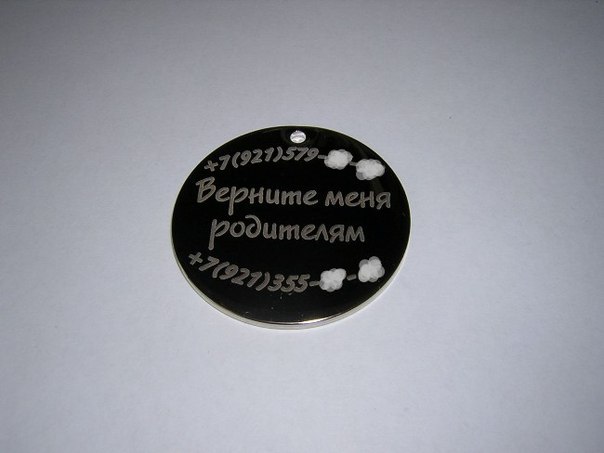 +7(921)579-
Верните меня
родителям
+7(921)355- -